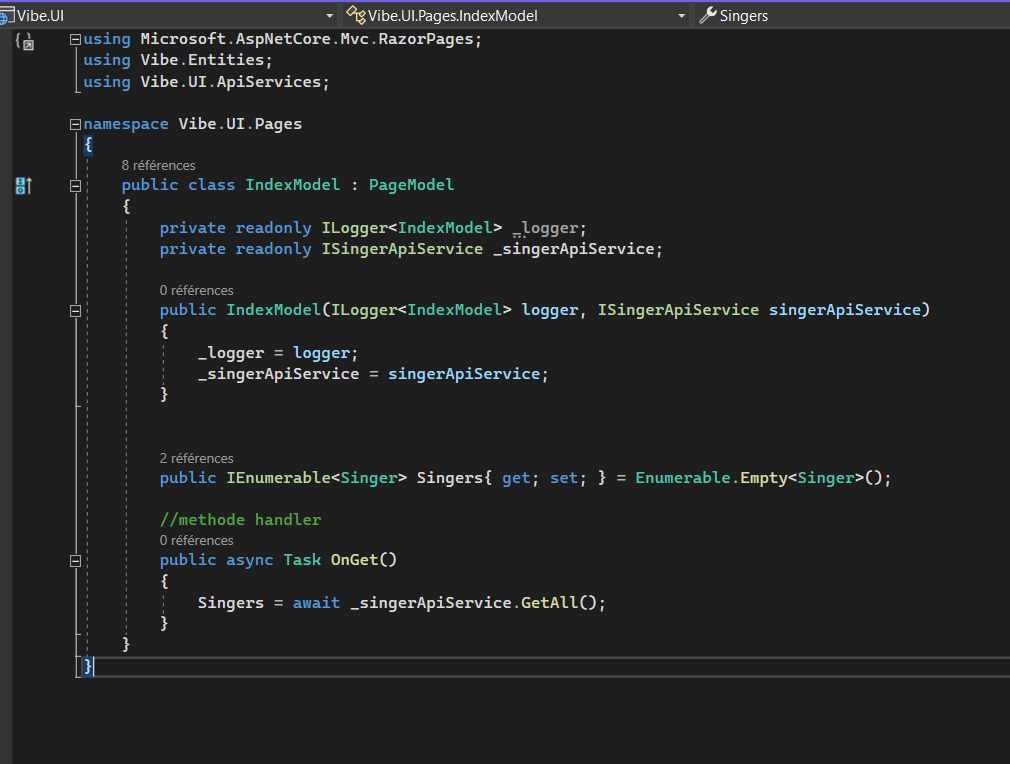 Vibe.UI Vibe.UI.Pages.IndexModel Singers
using Microsoft.AspNetCore.Mvc.RazorPages;
using Vibe.Entities;
using Vibe.UI.ApiServices;
namespace Vibe.UI.Pages
{
8 références
public class IndexModel : PageModel
{
private readonly ILogger<IndexModel> _logger;
private readonly ISingerApiService _singerApiService;
0 références
public IndexModel(ILogger<IndexModel> logger, ISingerApiService singerApiService)
{
_logger = logger;
_singerApiService = singerApiService;
}
2 références
public IEnumerable<Singer> Singers{ get; set; } = Enumerable.Empty<Singer>();
//methode handler
0 références
public async Task OnGet()
{
Singers = await _singerApiService.GetAll();
}
}
}